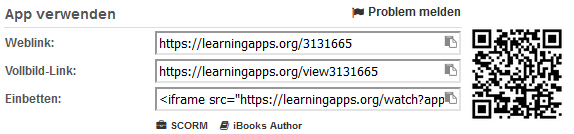 App verwenden Problem melden
Weblink: https://learningapps.org/3131665
Vollbild-Link: https://learningapps.org/view3131665
Einbetten: <iframe src="https://learningapps.org/watch?app
SCORM iBooks Author